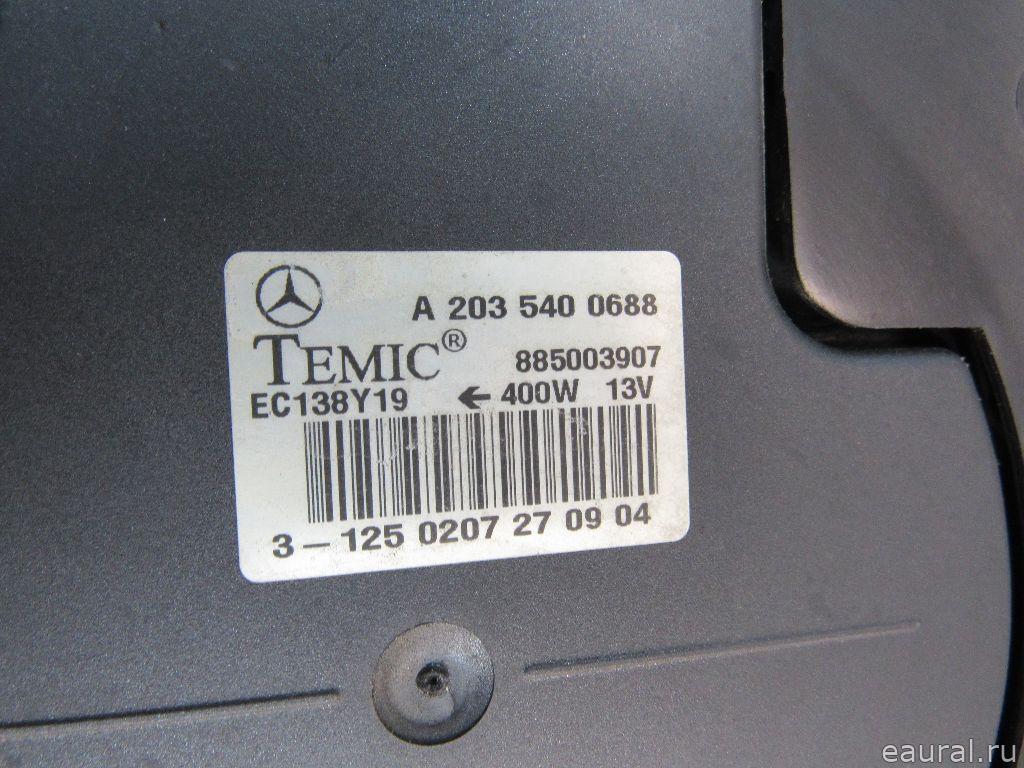 A 203 540 0688
TEMIC®
885003907
EC138Y19 ← 400W 13V
3-125 0207 27 09 04
eaural.ru